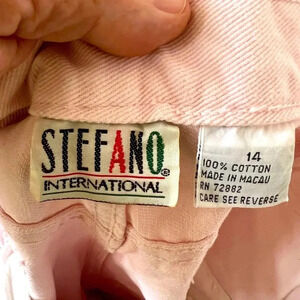 STEFANO®
INTERNATIONAL
14
100% COTTON
MADE IN MACAU
RN 72882
CARE SEE REVERSE